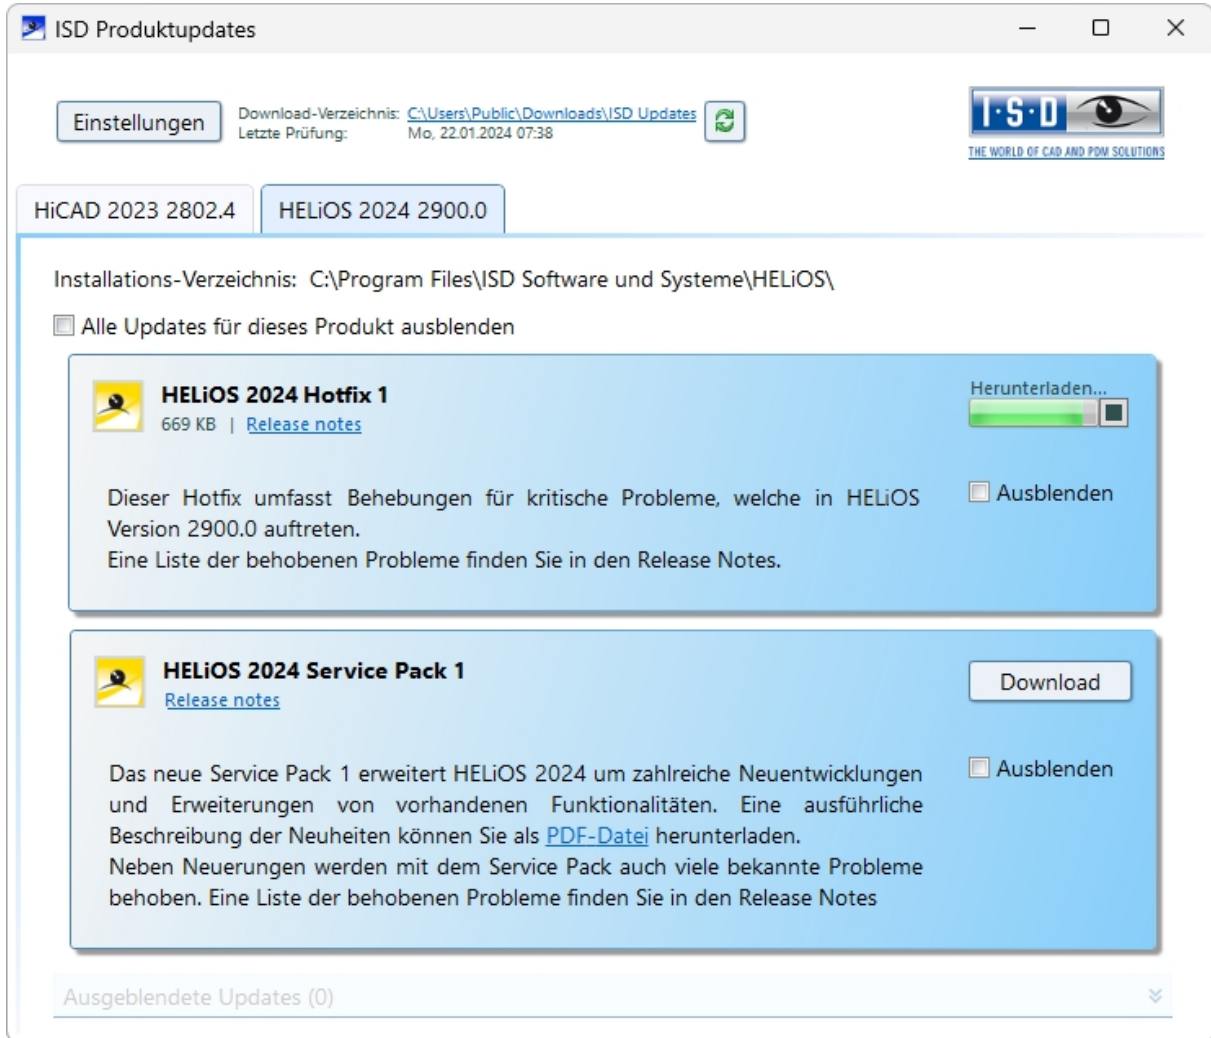 ISD Produktupdates
Einstellungen
Download-Verzeichnis: C:\Users\Public\Downloads\ISD Updates
Letzte Prüfung: Mo, 22.01.2024 07:38
I·S·D
THE WORLD OF CAD AND PDM SOLUTIONS
HiCAD 2023 2802.4
HELiOS 2024 2900.0
Installations-Verzeichnis: C:\Program Files\ISD Software und Systeme\HELiOS\
Alle Updates für dieses Produkt ausblenden
HELiOS 2024 Hotfix 1
669 KB | Release notes
Herunterladen...
Dieser Hotfix umfasst Behebungen für kritische Probleme, welche in HELiOS
Version 2900.0 auftreten.
Eine Liste der behobenen Probleme finden Sie in den Release Notes.
Ausblenden
HELiOS 2024 Service Pack 1
Release notes
Download
Das neue Service Pack 1 erweitert HELiOS 2024 um zahlreiche Neuentwicklungen
und Erweiterungen von vorhandenen Funktionalitäten. Eine ausführliche
Beschreibung der Neuheiten können Sie als PDF-Datei herunterladen.
Neben Neuerungen werden mit dem Service Pack auch viele bekannte Probleme
behoben. Eine Liste der behobenen Probleme finden Sie in den Release Notes
Ausblenden
Ausgeblendete Updates (0)